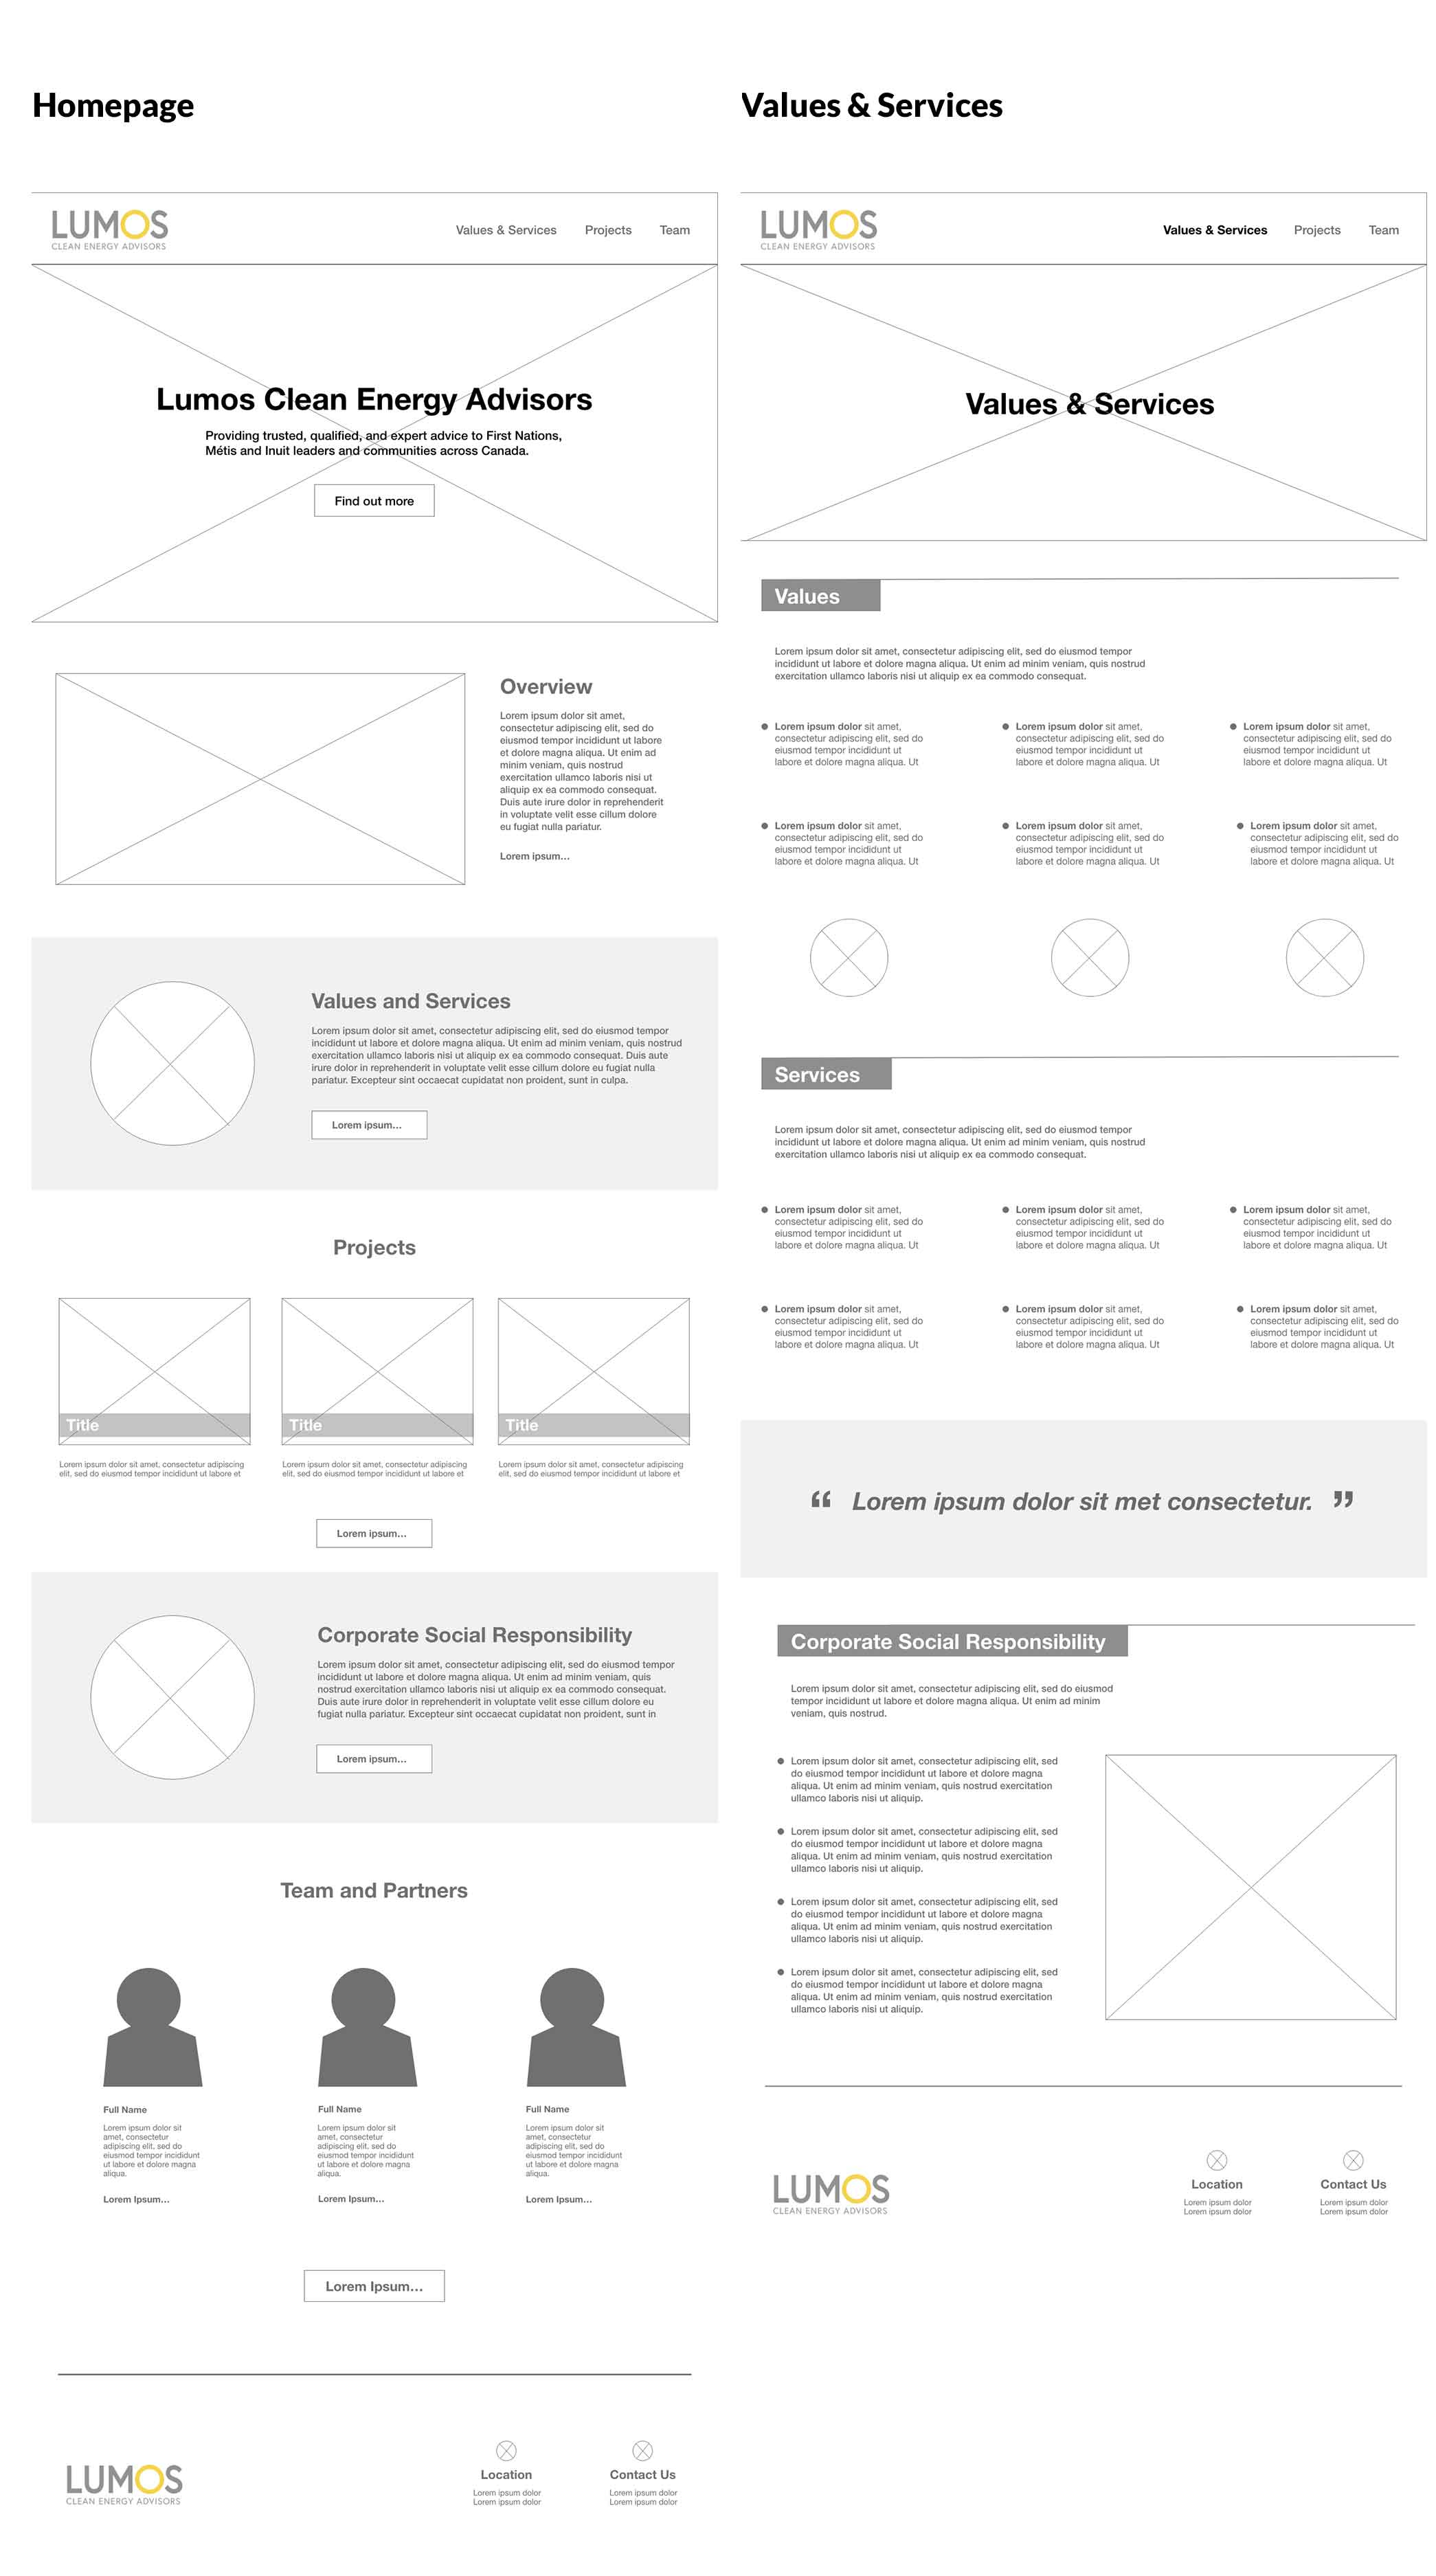 Homepage
LUMOS
CLEAN ENERGY ADVISORS
Values & Services
Projects
Team
Lumos Clean Energy Advisors
Providing trusted, qualified, and expert advice to First Nations,
Métis and Inuit leaders and communities across Canada.
Find out more
Overview
Lorem ipsum dolor sit amet,
consectetur adipiscing elit, sed do
eiusmod tempor incididunt ut labore
et dolore magna aliqua. Ut enim ad
minim veniam, quis nostrud
exercitation ullamco laboris nisi ut
aliquip ex ea commodo consequat.
Duis aute irure dolor in reprehenderit
in voluptate velit esse cillum dolore
eu fugiat nulla pariatur.
Lorem ipsum...
Values and Services
Lorem ipsum dolor sit amet, consectetur adipiscing elit, sed do eiusmod tempor
incididunt ut labore et dolore magna aliqua. Ut enim ad minim veniam, quis nostrud
exercitation ullamco laboris nisi ut aliquip ex ea commodo consequat. Duis aute
irure dolor in reprehenderit in voluptate velit esse cillum dolore eu fugiat nulla
pariatur. Excepteur sint occaecat cupidatat non proident, sunt in culpa.
Lorem ipsum...
Projects
Title
Lorem ipsum dolor sit amet, consectetur adipiscing
elit, sed do eiusmod tempor incididunt ut labore et
Title
Lorem ipsum dolor sit amet, consectetur adipiscing
elit, sed do eiusmod tempor incididunt ut labore et
Title
Lorem ipsum dolor sit amet, consectetur adipiscing
elit, sed do eiusmod tempor incididunt ut labore et
Lorem ipsum...
Corporate Social Responsibility
Lorem ipsum dolor sit amet, consectetur adipiscing elit, sed do eiusmod tempor
incididunt ut labore et dolore magna aliqua. Ut enim ad minim veniam, quis
nostrud exercitation ullamco laboris nisi ut aliquip ex ea commodo consequat.
Duis aute irure dolor in reprehenderit in voluptate velit esse cillum dolore eu
fugiat nulla pariatur. Excepteur sint occaecat cupidatat non proident, sunt in
Lorem ipsum...
Team and Partners
Full Name
Lorem ipsum dolor sit
amet, consectetur
adipiscing elit, sed do
eiusmod tempor incididunt
ut labore et dolore magna
aliqua.
Lorem Ipsum...
Full Name
Lorem ipsum dolor sit
amet, consectetur
adipiscing elit, sed do
eiusmod tempor incididunt
ut labore et dolore magna
aliqua.
Lorem Ipsum...
Full Name
Lorem ipsum dolor sit
amet, consectetur
adipiscing elit, sed do
eiusmod tempor incididunt
ut labore et dolore magna
aliqua.
Lorem Ipsum...
Lorem Ipsum...
LUMOS
CLEAN ENERGY ADVISORS
Location
Lorem ipsum dolor
Lorem ipsum dolor
Contact Us
Lorem ipsum dolor
Lorem ipsum dolor
Values & Services
LUMOS
CLEAN ENERGY ADVISORS
Values & Services
Projects
Team
Values & Services
Values
Lorem ipsum dolor sit amet, consectetur adipiscing elit, sed do eiusmod tempor
incididunt ut labore et dolore magna aliqua. Ut enim ad minim veniam, quis nostrud
exercitation ullamco laboris nisi ut aliquip ex ea commodo consequat.
Lorem ipsum dolor sit amet,
consectetur adipiscing elit, sed do
eiusmod tempor incididunt ut
labore et dolore magna aliqua. Ut
Lorem ipsum dolor sit amet,
consectetur adipiscing elit, sed do
eiusmod tempor incididunt ut
labore et dolore magna aliqua. Ut
Lorem ipsum dolor sit amet,
consectetur adipiscing elit, sed do
eiusmod tempor incididunt ut
labore et dolore magna aliqua. Ut
Lorem ipsum dolor sit amet,
consectetur adipiscing elit, sed do
eiusmod tempor incididunt ut
labore et dolore magna aliqua. Ut
Lorem ipsum dolor sit amet,
consectetur adipiscing elit, sed do
eiusmod tempor incididunt ut
labore et dolore magna aliqua. Ut
Lorem ipsum dolor sit amet,
consectetur adipiscing elit, sed do
eiusmod tempor incididunt ut
labore et dolore magna aliqua. Ut
Services
Lorem ipsum dolor sit amet, consectetur adipiscing elit, sed do eiusmod tempor
incididunt ut labore et dolore magna aliqua. Ut enim ad minim veniam, quis nostrud
exercitation ullamco laboris nisi ut aliquip ex ea commodo consequat.
Lorem ipsum dolor sit amet,
consectetur adipiscing elit, sed do
eiusmod tempor incididunt ut
labore et dolore magna aliqua. Ut
Lorem ipsum dolor sit amet,
consectetur adipiscing elit, sed do
eiusmod tempor incididunt ut
labore et dolore magna aliqua. Ut
Lorem ipsum dolor sit amet,
consectetur adipiscing elit, sed do
eiusmod tempor incididunt ut
labore et dolore magna aliqua. Ut
Lorem ipsum dolor sit amet,
consectetur adipiscing elit, sed do
eiusmod tempor incididunt ut
labore et dolore magna aliqua. Ut
Lorem ipsum dolor sit amet,
consectetur adipiscing elit, sed do
eiusmod tempor incididunt ut
labore et dolore magna aliqua. Ut
Lorem ipsum dolor sit amet,
consectetur adipiscing elit, sed do
eiusmod tempor incididunt ut
labore et dolore magna aliqua. Ut
“ Lorem ipsum dolor sit met consectetur. ”
Corporate Social Responsibility
Lorem ipsum dolor sit amet, consectetur adipiscing elit, sed do eiusmod
tempor incididunt ut labore et dolore magna aliqua. Ut enim ad minim
veniam, quis nostrud.
Lorem ipsum dolor sit amet, consectetur adipiscing elit, sed
do eiusmod tempor incididunt ut labore et dolore magna
aliqua. Ut enim ad minim veniam, quis nostrud exercitation
ullamco laboris nisi ut aliquip.
Lorem ipsum dolor sit amet, consectetur adipiscing elit, sed
do eiusmod tempor incididunt ut labore et dolore magna
aliqua. Ut enim ad minim veniam, quis nostrud exercitation
ullamco laboris nisi ut aliquip.
Lorem ipsum dolor sit amet, consectetur adipiscing elit, sed
do eiusmod tempor incididunt ut labore et dolore magna
aliqua. Ut enim ad minim veniam, quis nostrud exercitation
ullamco laboris nisi ut aliquip.
Lorem ipsum dolor sit amet, consectetur adipiscing elit, sed
do eiusmod tempor incididunt ut labore et dolore magna
aliqua. Ut enim ad minim veniam, quis nostrud exercitation
ullamco laboris nisi ut aliquip.
LUMOS
CLEAN ENERGY ADVISORS
Location
Lorem ipsum dolor
Lorem ipsum dolor
Contact Us
Lorem ipsum dolor
Lorem ipsum dolor